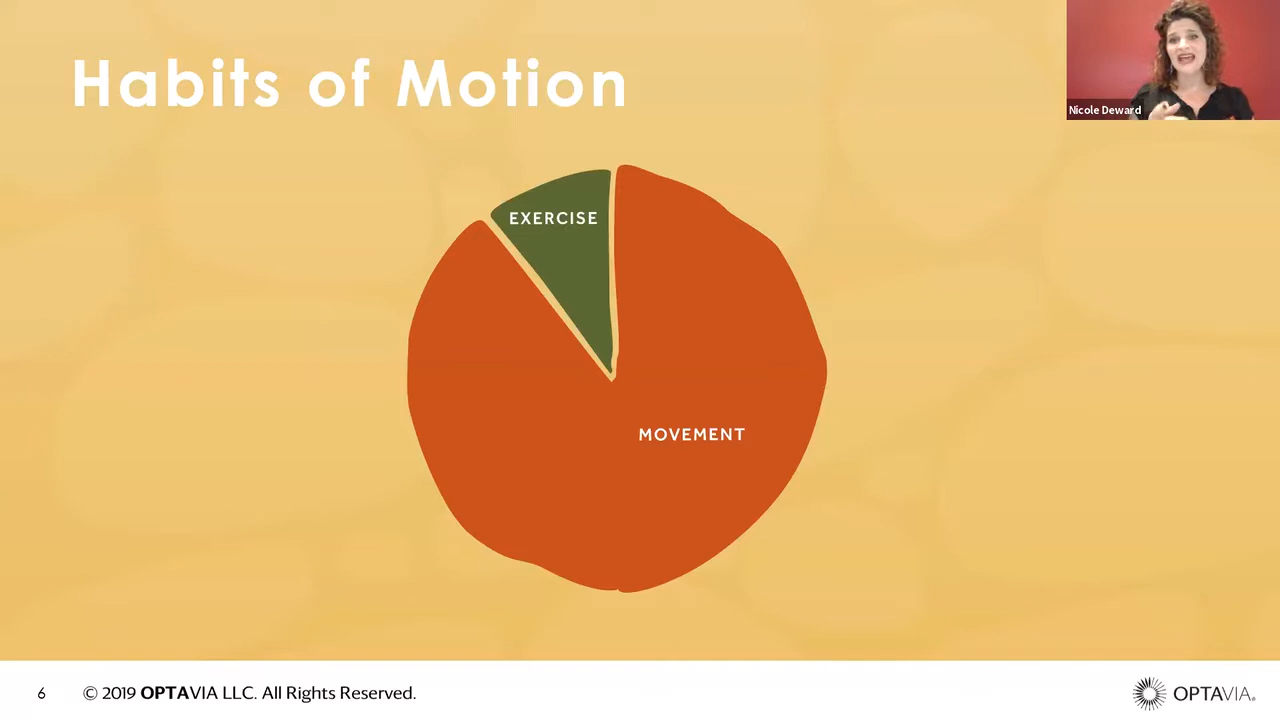 Habits of Motion
Nicole Deward
EXERCISE
MOVEMENT
6
© 2019 OPTAVIA LLC. All Rights Reserved.
OPTAVIA®